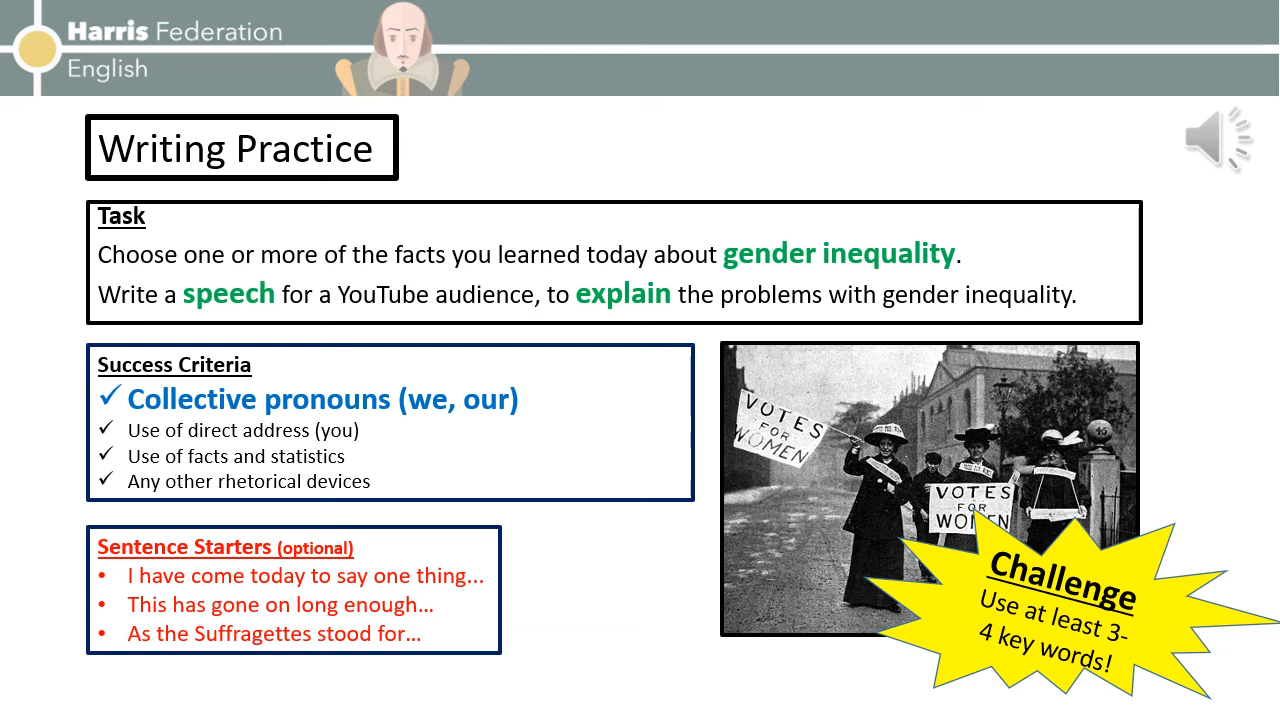 Harris Federation
English
Writing Practice
Task
Choose one or more of the facts you learned today about gender inequality.
Write a speech for a YouTube audience, to explain the problems with gender inequality.
Success Criteria
✓ Collective pronouns (we, our)
✓ Use of direct address (you)
✓ Use of facts and statistics
✓ Any other rhetorical devices
Sentence Starters (optional)
• I have come today to say one thing...
• This has gone on long enough…
• As the Suffragettes stood for…
VOTES
FOR
WOMEN
VOTES
FOR
WOMEN
Challenge
Use at least 3-
4 key words!